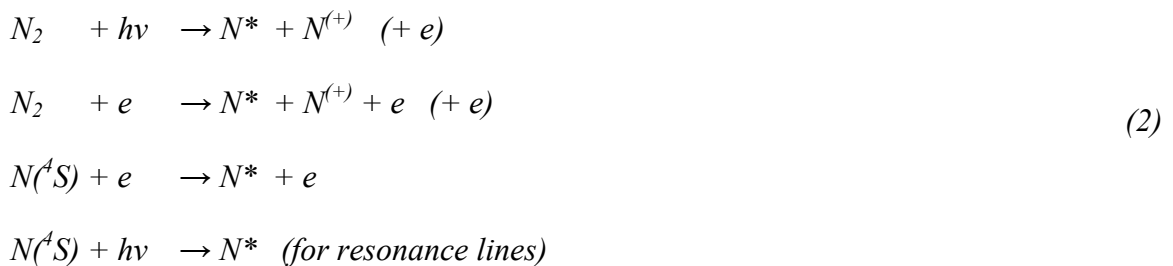 N₂ + hν → N* + N⁽⁺⁾ (+ e)
N₂ + e → N* + N⁽⁺⁾ + e (+ e)
(2)
N(⁴S) + e → N* + e
N(⁴S) + hν → N* (for resonance lines)